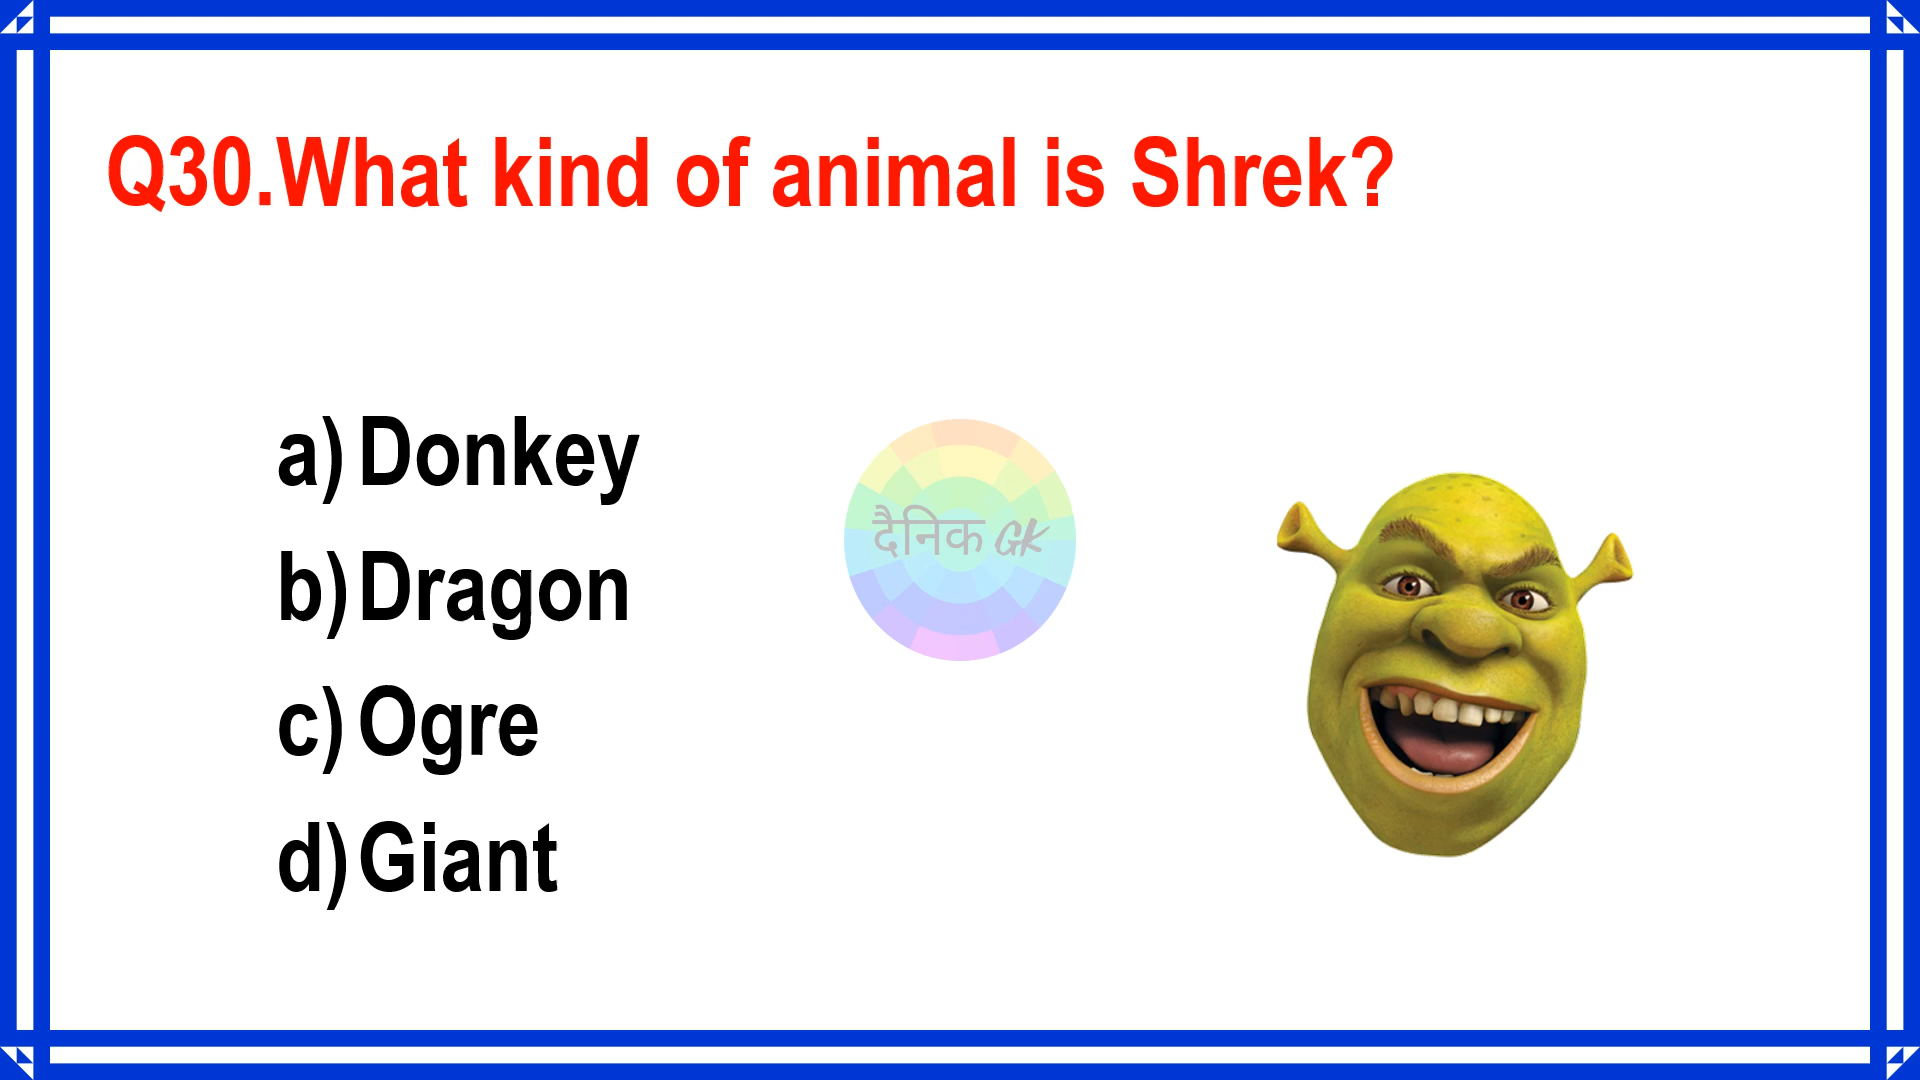 Q30.What kind of animal is Shrek?
a) Donkey
b) Dragon
दैनिक GK
c) Ogre
d) Giant